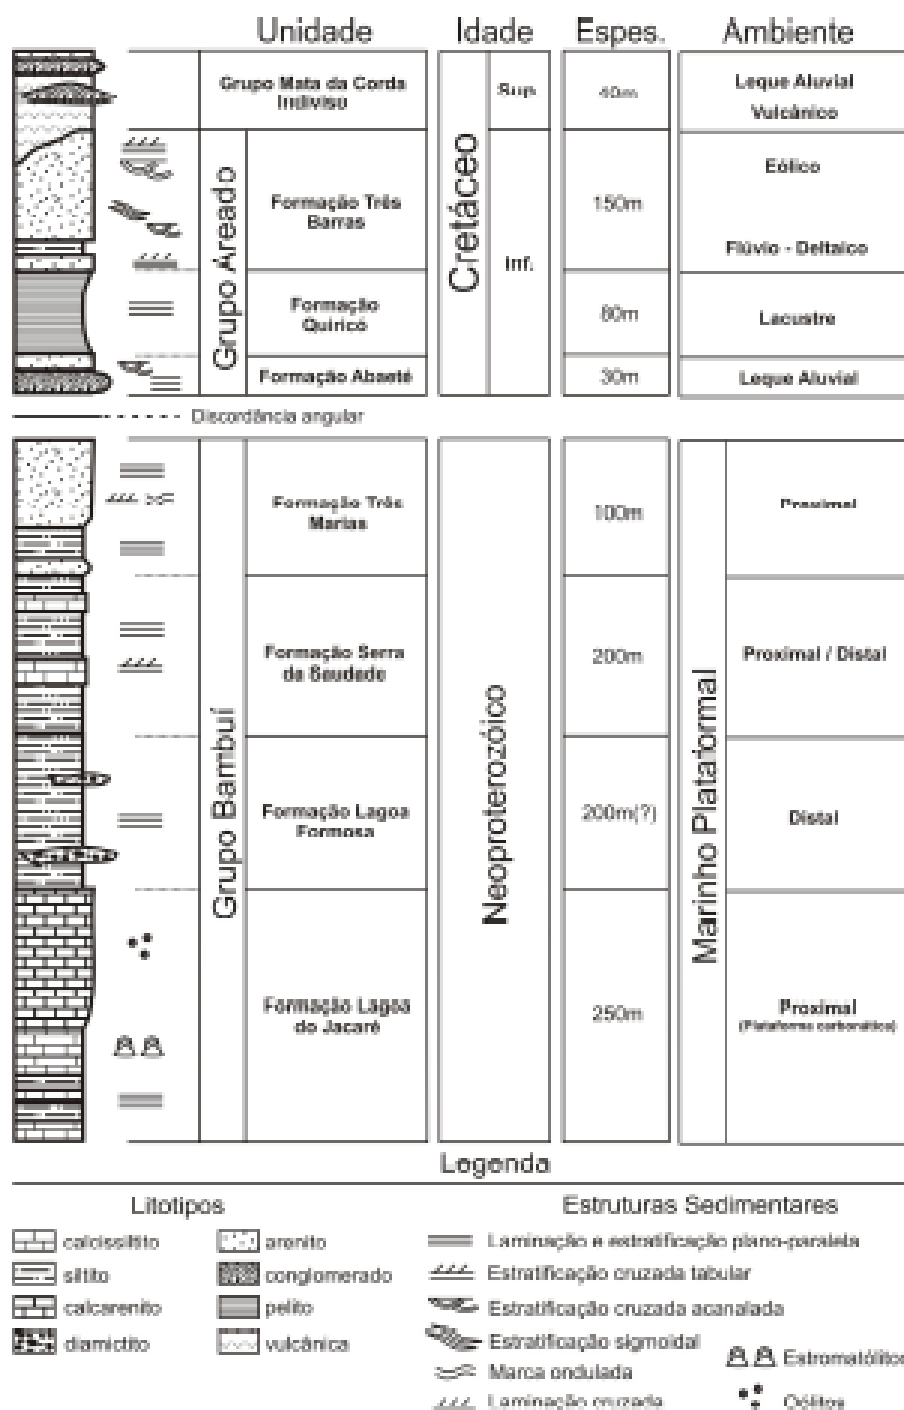 Unidade Idade Espes. Ambiente
Grupo Mata da Corda
Indiviso
Sup
40m
Leque Aluvial
Vulcânico
Grupo Areado
Cretáceo
Formação Três
Barras
Inf.
150m
Eólico
Flúvio - Deltaico
Formação
Quiricó
80m
Lacustre
Formação Abaeté
30m
Leque Aluvial
Discordância angular
Grupo Bambuí
Neoproterozóico
Marinho Plataformal
Formação Três
Marias
100m
Proximal
Formação Serra
da Saudade
200m
Proximal / Distal
Formação Lagoa
Formosa
200m(?)
Distal
Formação Lagoa
do Jacaré
250m
Proximal
(Plataforma carbonática)
Legenda
Litotipos
calcissiltito
siltito
calcarenito
diamictito
arenito
conglomerado
pelito
vulcânica
Estruturas Sedimentares
Laminação e estratificação plano-paralela
Estratificação cruzada tabular
Estratificação cruzada acanalada
Estratificação sigmoidal
Marca ondulada
Laminação cruzada
Estromatólitos
Oólitos